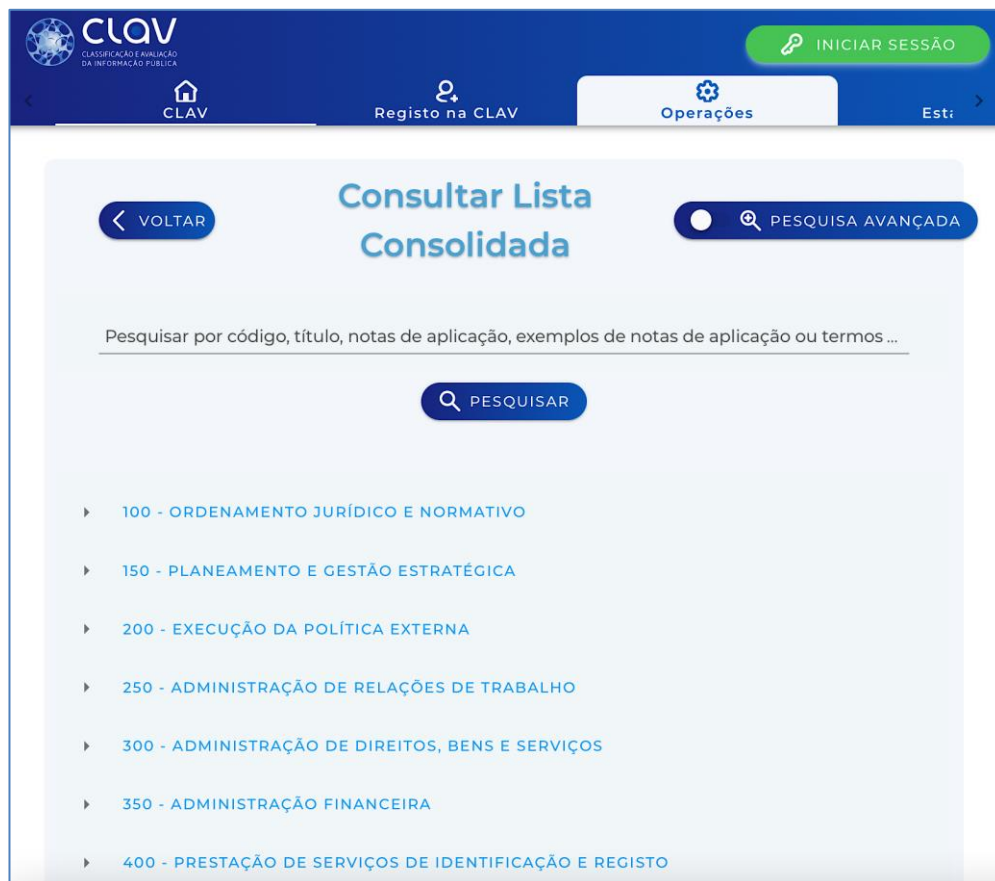 CLAV
CLASSIFICAÇÃO E AVALIAÇÃO
DA INFORMAÇÃO PÚBLICA
INICIAR SESSÃO
CLAV
Registo na CLAV
Operações
Esta
VOLTAR
Consultar Lista
Consolidada
PESQUISA AVANÇADA
Pesquisar por código, título, notas de aplicação, exemplos de notas de aplicação ou termos ...
PESQUISAR
100 - ORDENAMENTO JURÍDICO E NORMATIVO
150 - PLANEAMENTO E GESTÃO ESTRATÉGICA
200 - EXECUÇÃO DA POLÍTICA EXTERNA
250 - ADMINISTRAÇÃO DE RELAÇÕES DE TRABALHO
300 - ADMINISTRAÇÃO DE DIREITOS, BENS E SERVIÇOS
350 - ADMINISTRAÇÃO FINANCEIRA
400 - PRESTAÇÃO DE SERVIÇOS DE IDENTIFICAÇÃO E REGISTO